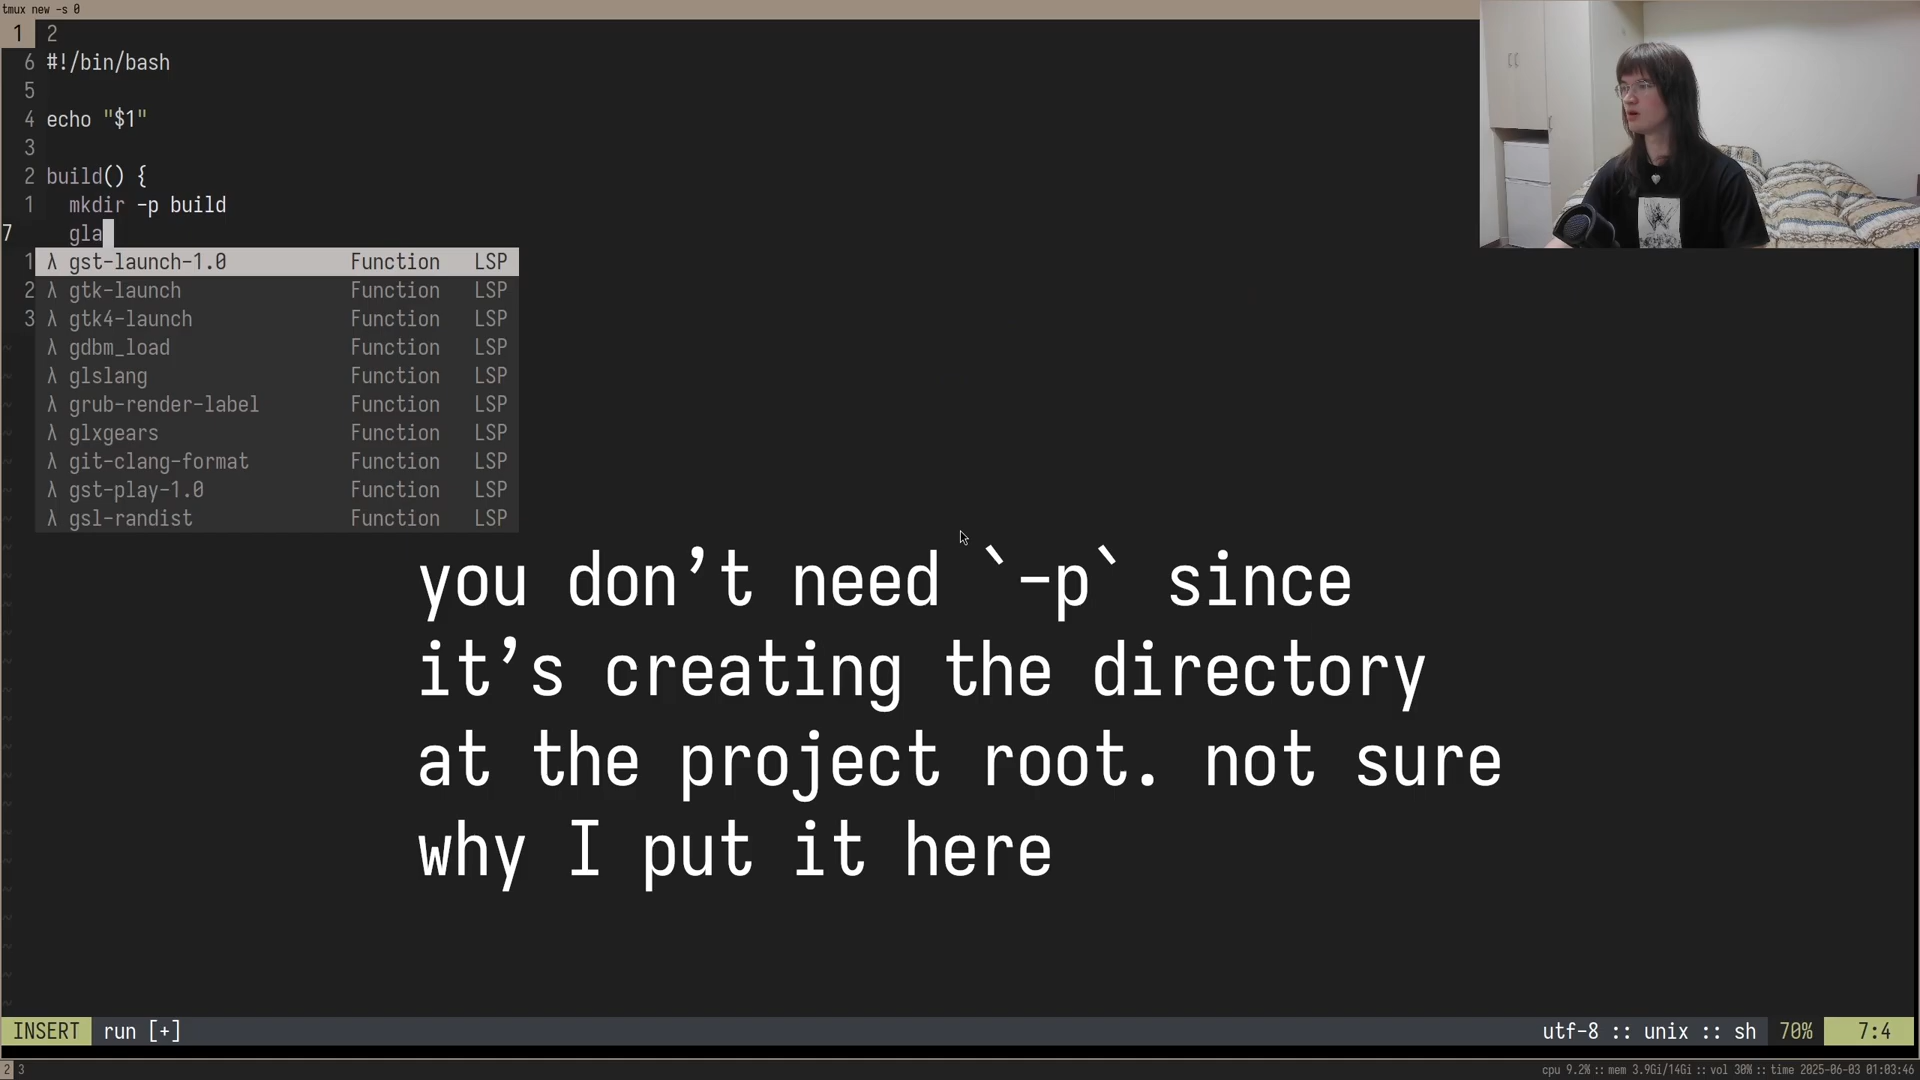 tmux new -s 0
1 2
6 #!/bin/bash
5
4 echo "$1"
3
2 build() {
1 mkdir -p build
7 gla
1 λ gst-launch-1.0 Function LSP
2 λ gtk-launch Function LSP
3 λ gtk4-launch Function LSP
~ λ gdbm_load Function LSP
~ λ glslang Function LSP
~ λ grub-render-label Function LSP
~ λ glxgears Function LSP
~ λ git-clang-format Function LSP
~ λ gst-play-1.0 Function LSP
~ λ gsl-randist Function LSP
you don’t need `-p` since
it’s creating the directory
at the project root. not sure
why I put it here
INSERT run [+] utf-8 :: unix :: sh 70% 7:4
2 3 cpu 9.2% :: mem 3.9Gi/14Gi :: vol 30% :: time 2025-06-03 01:03:46